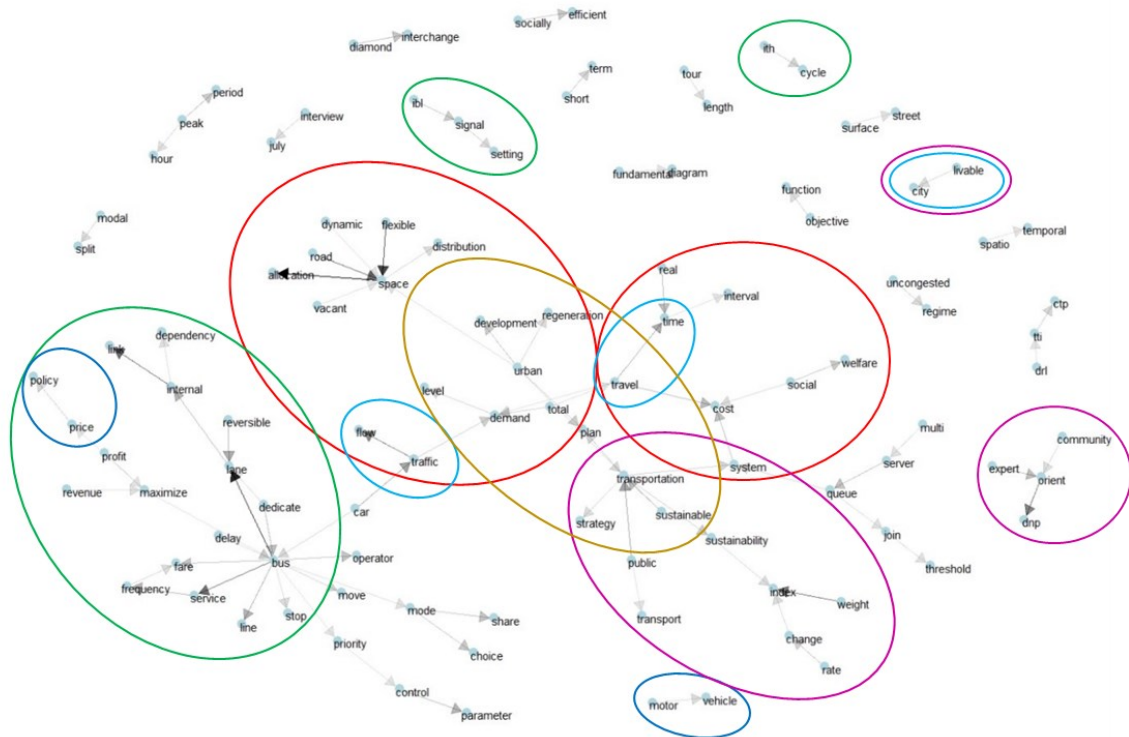 efficient
socially
interchange
diamond
ith
cycle
term
short
tour
length
period
peak
hour
interview
july
ibl
signal
setting
street
surface
fundamental
diagram
livable
city
function
objective
modal
split
dynamic
flexible
road
distribution
allocation
space
vacant
temporal
spatio
real
interval
time
uncongested
regime
ctp
tti
drl
development
regeneration
urban
dependency
link
policy
internal
price
welfare
social
travel
level
demand
total
cost
reversible
flow
plan
profit
traffic
lane
multi
server
system
community
expert
orient
dnp
revenue
maximize
transportation
queue
dedicate
car
strategy
sustainable
sustainability
join
threshold
delay
bus
operator
fare
frequency
service
public
move
index
weight
line
stop
mode
share
transport
change
priority
choice
rate
control
parameter
motor
vehicle